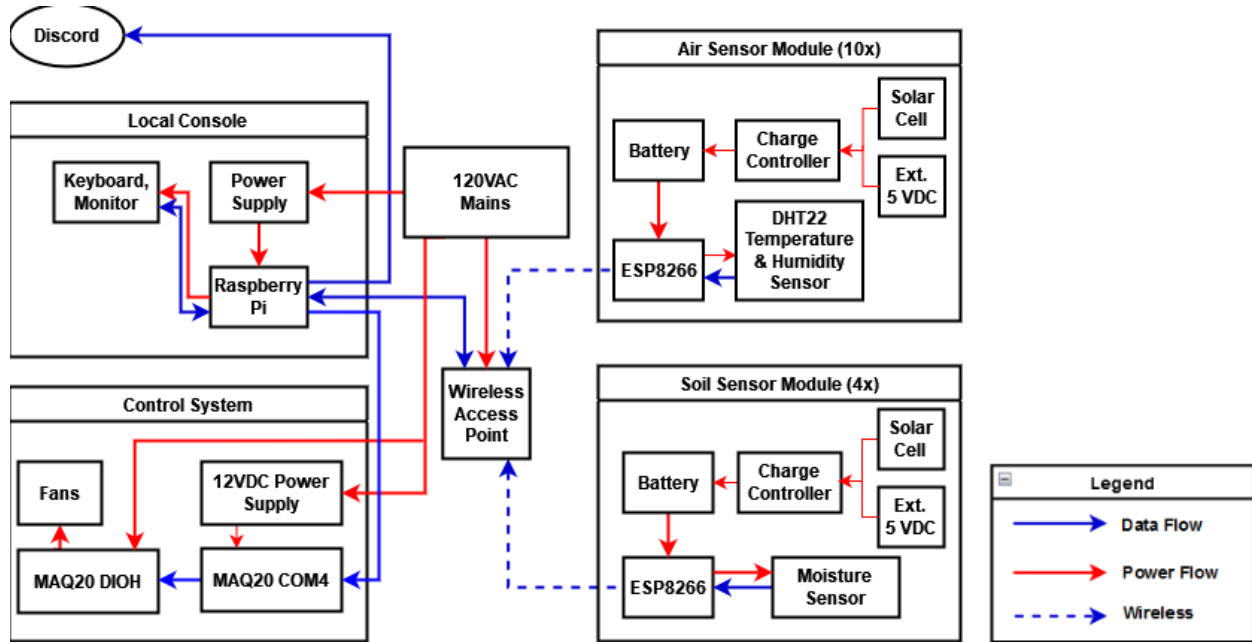 Discord
Local Console
Keyboard,
Monitor
Power
Supply
Raspberry
Pi
120VAC
Mains
Wireless
Access
Point
Control System
Fans
12VDC Power
Supply
MAQ20 DIOH
MAQ20 COM4
Air Sensor Module (10x)
Solar
Cell
Battery
Charge
Controller
Ext.
5 VDC
ESP8266
DHT22
Temperature
& Humidity
Sensor
Soil Sensor Module (4x)
Solar
Cell
Battery
Charge
Controller
Ext.
5 VDC
ESP8266
Moisture
Sensor
Legend
Data Flow
Power Flow
Wireless